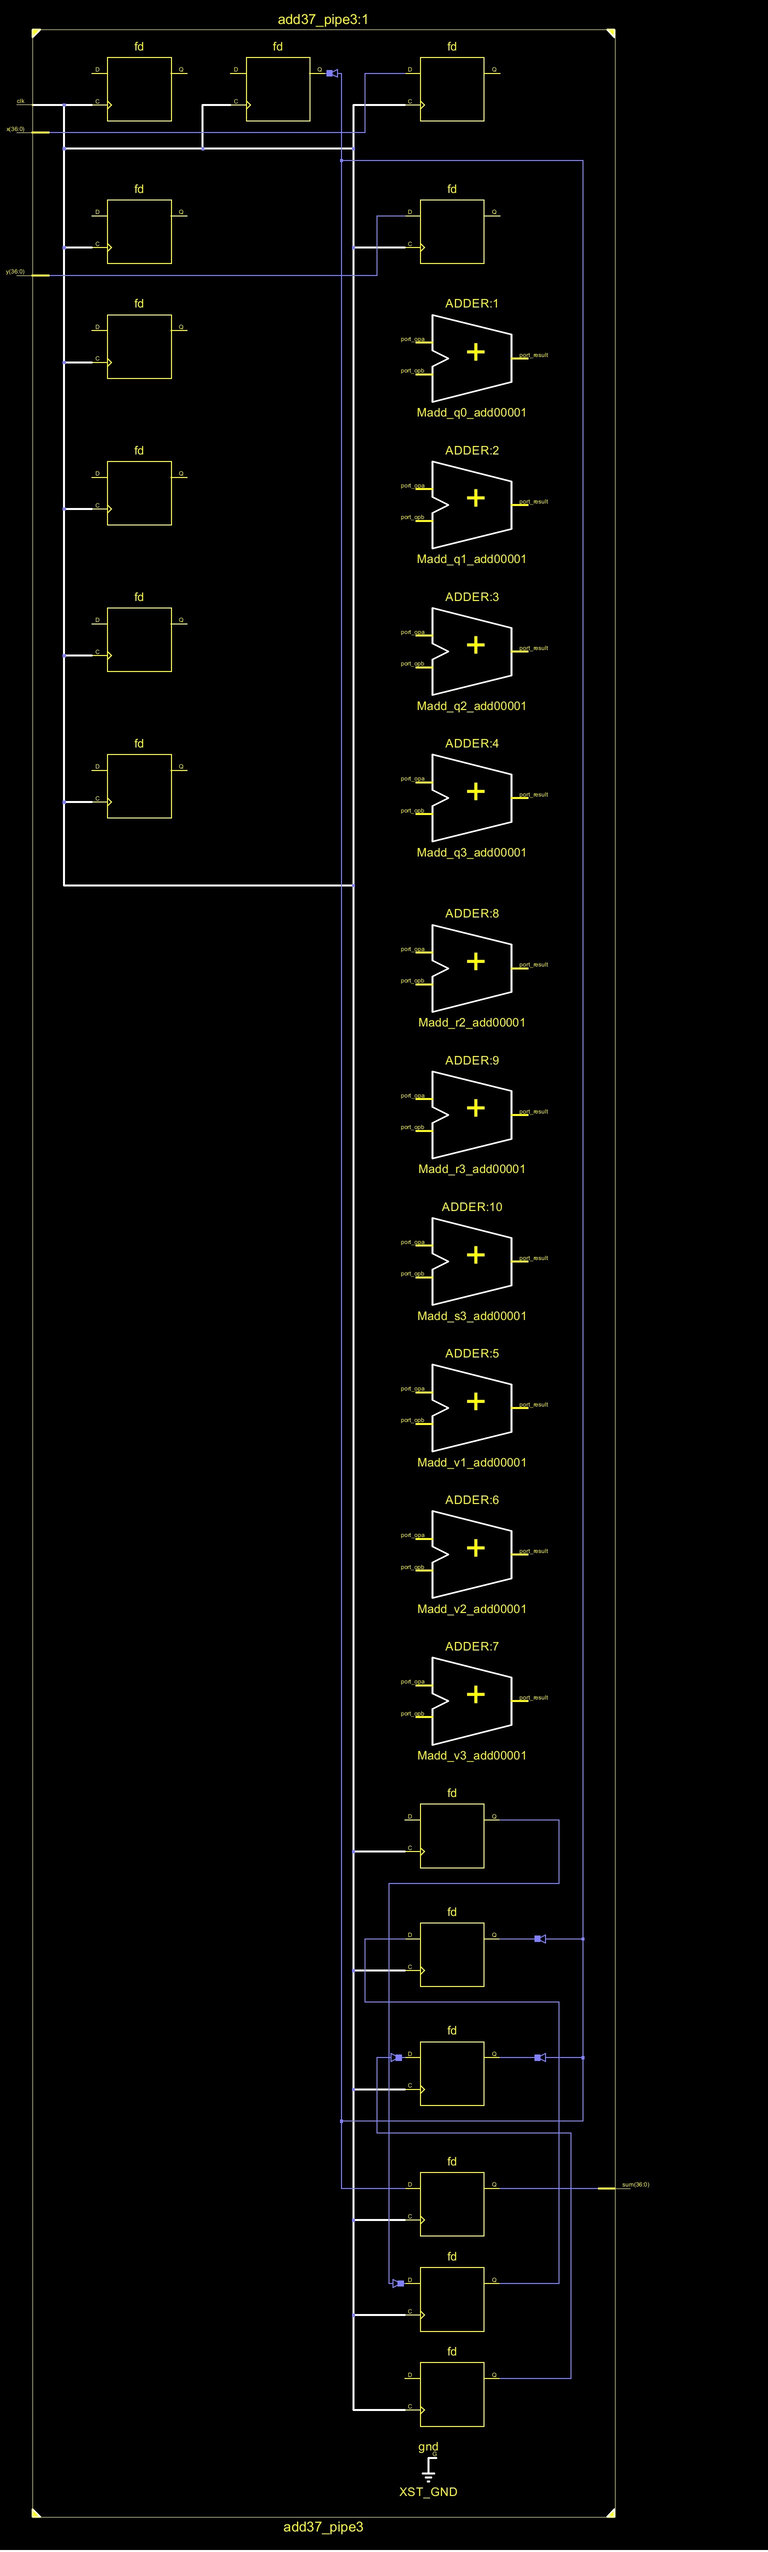 add37_pipe3:1
fd fd fd
D Q D Q D Q
clk C C C
x(36:0)
fd fd
D Q D Q
C C
y(36:0)
fd
D Q
C
ADDER:1
port_opa
port_result
port_opb
Madd_q0_add00001
fd
D Q
C
ADDER:2
port_opa
port_result
port_opb
Madd_q1_add00001
fd
D Q
C
ADDER:3
port_opa
port_result
port_opb
Madd_q2_add00001
fd
D Q
C
ADDER:4
port_opa
port_result
port_opb
Madd_q3_add00001
ADDER:8
port_opa
port_result
port_opb
Madd_r2_add00001
ADDER:9
port_opa
port_result
port_opb
Madd_r3_add00001
ADDER:10
port_opa
port_result
port_opb
Madd_s3_add00001
ADDER:5
port_opa
port_result
port_opb
Madd_v1_add00001
ADDER:6
port_opa
port_result
port_opb
Madd_v2_add00001
ADDER:7
port_opa
port_result
port_opb
Madd_v3_add00001
fd
D Q
C
fd
D Q
C
fd
D Q
C
fd
D Q sum(36:0)
C
fd
D Q
C
fd
D Q
C
gnd
G
XST_GND
add37_pipe3